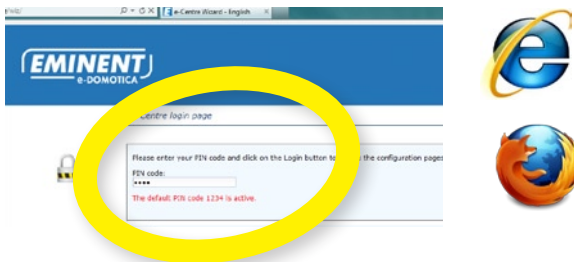 e-Centre Wizard - English
EMINENT
e-DOMOTICA
Centre login page
Please enter your PIN code and click on the Login button to the configuration pages
PIN code:
••••
The default PIN code 1234 is active.